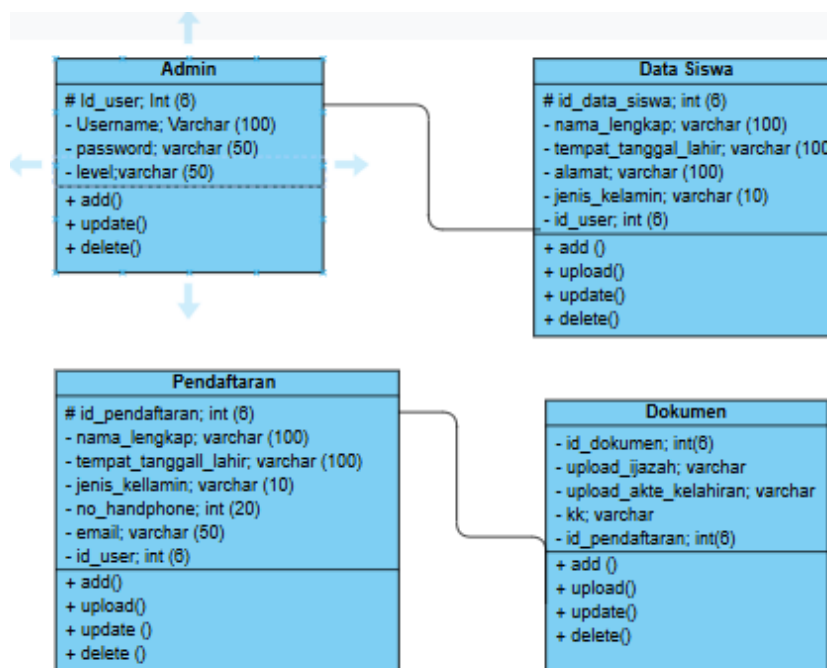 Admin
# Id_user; Int (6)
- Username; Varchar (100)
- password; varchar (50)
- level;varchar (50)
+ add()
+ update()
+ delete()
Data Siswa
# id_data_siswa; int (6)
- nama_lengkap; varchar (100)
- tempat_tanggal_lahir; varchar (100
- alamat; varchar (100)
- jenis_kelamin; varchar (10)
- id_user; int (6)
+ add ()
+ upload()
+ update()
+ delete()
Pendaftaran
# id_pendaftaran; int (6)
- nama_lengkap; varchar (100)
- tempat_tanggall_lahir; varchar (100)
- jenis_kellamin; varchar (10)
- no_handphone; int (20)
- email; varchar (50)
- id_user; int (6)
+ add()
+ upload()
+ update ()
+ delete ()
Dokumen
- id_dokumen; int(6)
- upload_ijazah; varchar
- upload_akte_kelahiran; varchar
- kk; varchar
- id_pendaftaran; int(6)
+ add ()
+ upload()
+ update()
+ delete()